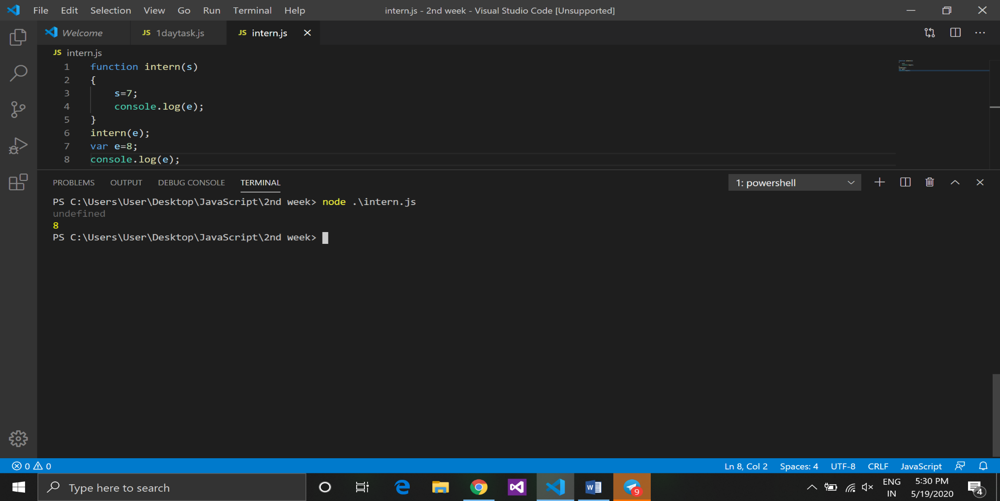 File Edit Selection View Go Run Terminal Help intern.js - 2nd week - Visual Studio Code [Unsupported]
Welcome JS 1daytask.js JS intern.js
JS intern.js
1 function intern(s)
2 {
3     s=7;
4     console.log(e);
5 }
6 intern(e);
7 var e=8;
8 console.log(e);
PROBLEMS OUTPUT DEBUG CONSOLE TERMINAL 1: powershell
PS C:\Users\User\Desktop\JavaScript\2nd week> node .\intern.js
undefined
8
PS C:\Users\User\Desktop\JavaScript\2nd week>
0 0 Ln 8, Col 2 Spaces: 4 UTF-8 CRLF JavaScript
Type here to search W 9 ENG IN 5:30 PM 5/19/2020 4